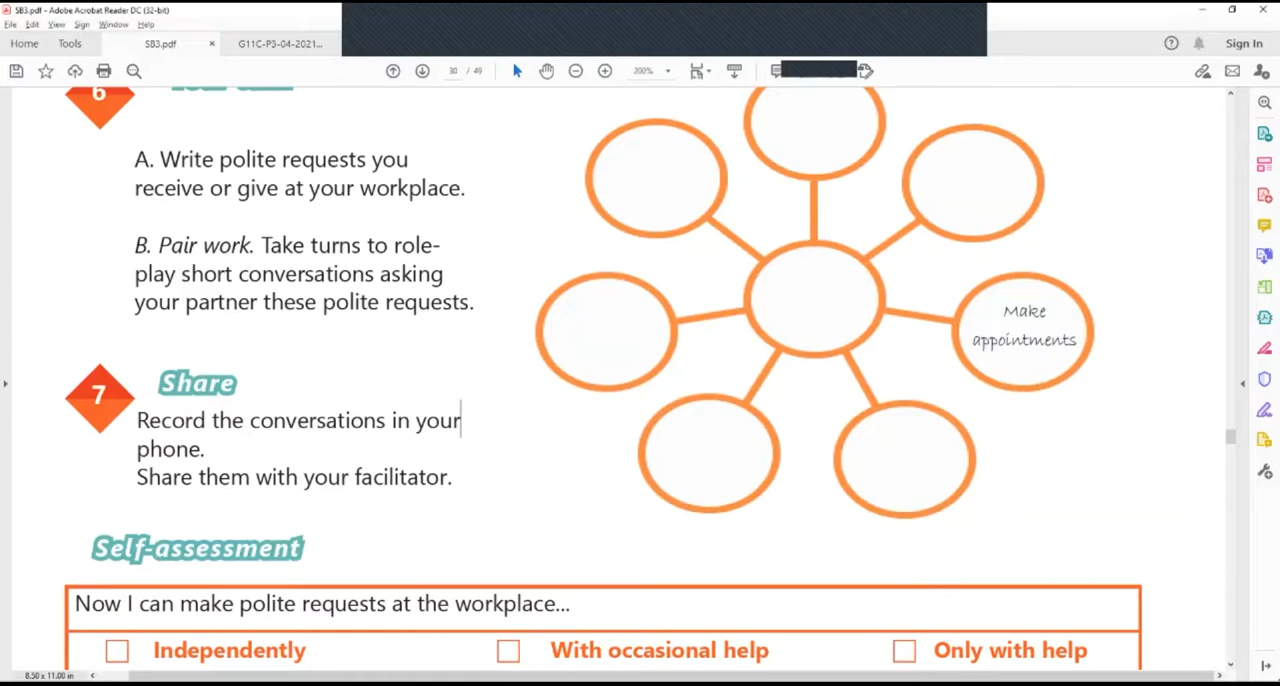 SB3.pdf - Adobe Acrobat Reader DC (32-bit)
File Edit View Sign Window Help
Home Tools SB3.pdf × G11C-P3-04-2021... Sign In
30 / 49 200%
6
A. Write polite requests you
receive or give at your workplace.
B. Pair work. Take turns to role-
play short conversations asking
your partner these polite requests.
Make
appointments
7 Share
Record the conversations in your
phone.
Share them with your facilitator.
Self-assessment
Now I can make polite requests at the workplace...
Independently With occasional help Only with help
8.50 x 11.00 in